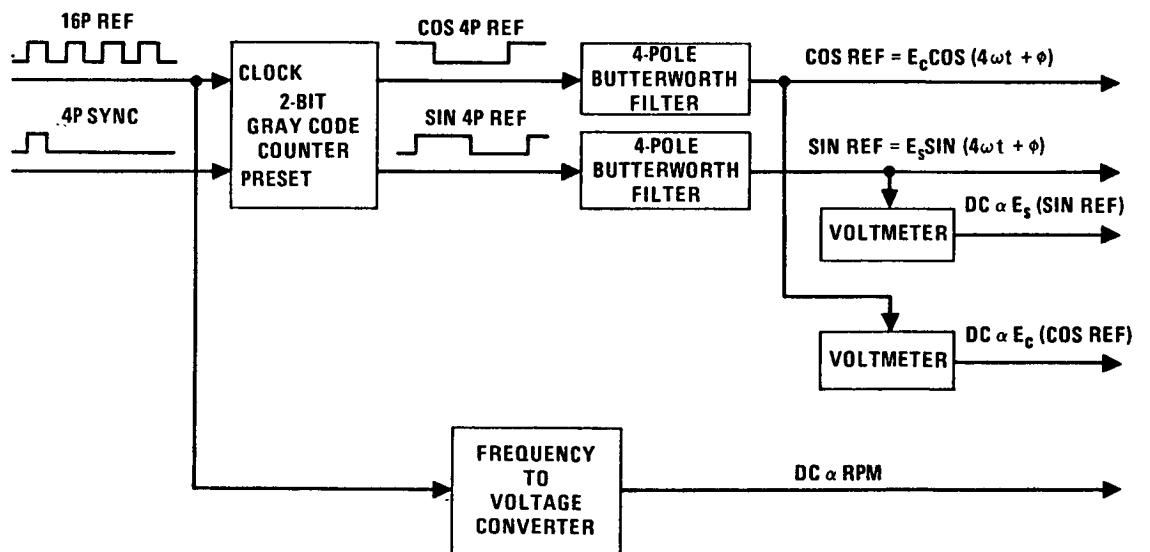 16P REF
COS 4P REF
4-POLE
BUTTERWORTH
FILTER
COS REF = E_c COS (4ωt + φ)
CLOCK
2-BIT
GRAY CODE
COUNTER
PRESET
4P SYNC
SIN 4P REF
4-POLE
BUTTERWORTH
FILTER
SIN REF = E_s SIN (4ωt + φ)
VOLTMETER
DC α E_s (SIN REF)
VOLTMETER
DC α E_c (COS REF)
FREQUENCY
TO
VOLTAGE
CONVERTER
DC α RPM